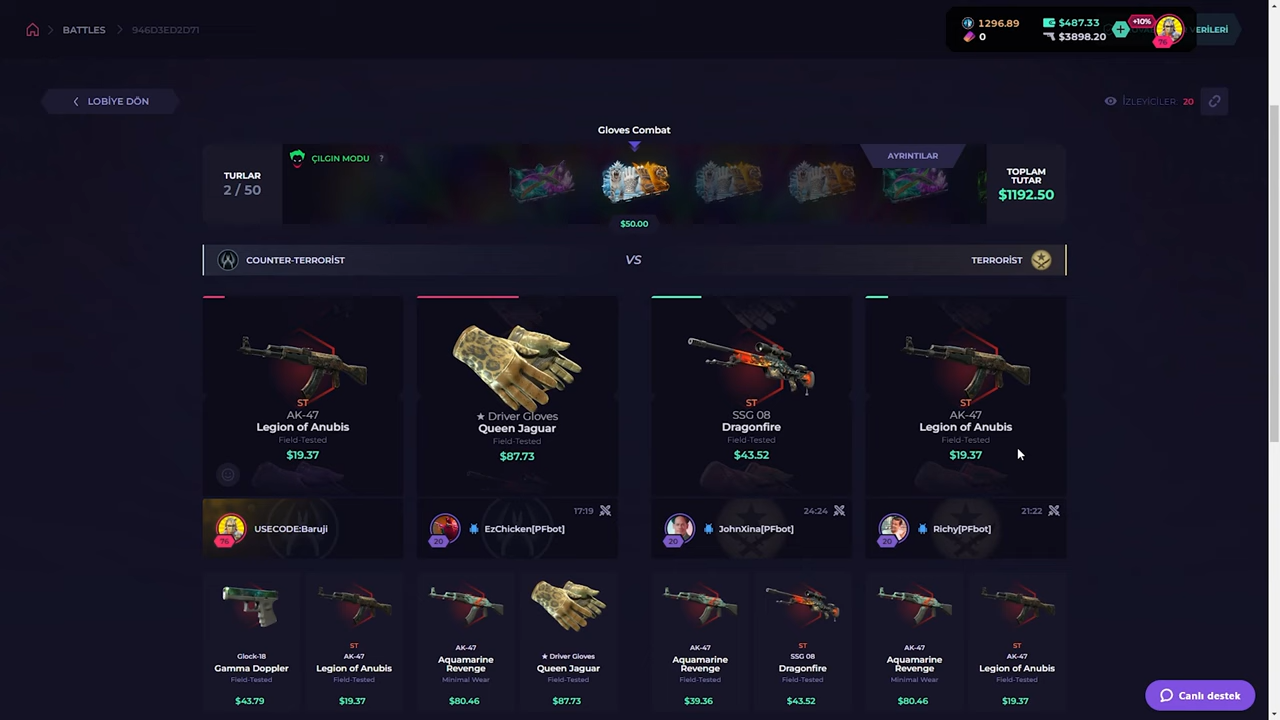 BATTLES
946D3ED2D71
1296.89
0
$487.33
$3898.20
+10%
76
VERİLERİ
LOBİYE DÖN
İZLEYİCİLER: 20
Gloves Combat
TURLAR
2 / 50
ÇILGIN MODU
?
AYRINTILAR
TOPLAM
TUTAR
$1192.50
$50.00
COUNTER-TERRORIST
VS
TERRORİST
ST
AK-47
Legion of Anubis
Field-Tested
$19.37
★ Driver Gloves
Queen Jaguar
Field-Tested
$87.73
ST
SSG 08
Dragonfire
Field-Tested
$43.52
ST
AK-47
Legion of Anubis
Field-Tested
$19.37
76
USECODE:Baruji
17:19
20
EzChicken[PFbot]
24:24
20
JohnXina[PFbot]
21:22
20
Richy[PFbot]
Glock-18
Gamma Doppler
Field-Tested
$43.79
ST
AK-47
Legion of Anubis
Field-Tested
$19.37
AK-47
Aquamarine
Revenge
Minimal Wear
$80.46
★ Driver Gloves
Queen Jaguar
Field-Tested
$87.73
AK-47
Aquamarine
Revenge
Field-Tested
$39.36
ST
SSG 08
Dragonfire
Field-Tested
$43.52
AK-47
Aquamarine
Revenge
Minimal Wear
$80.46
ST
AK-47
Legion of Anubis
Field-Tested
$19.37
Canlı destek